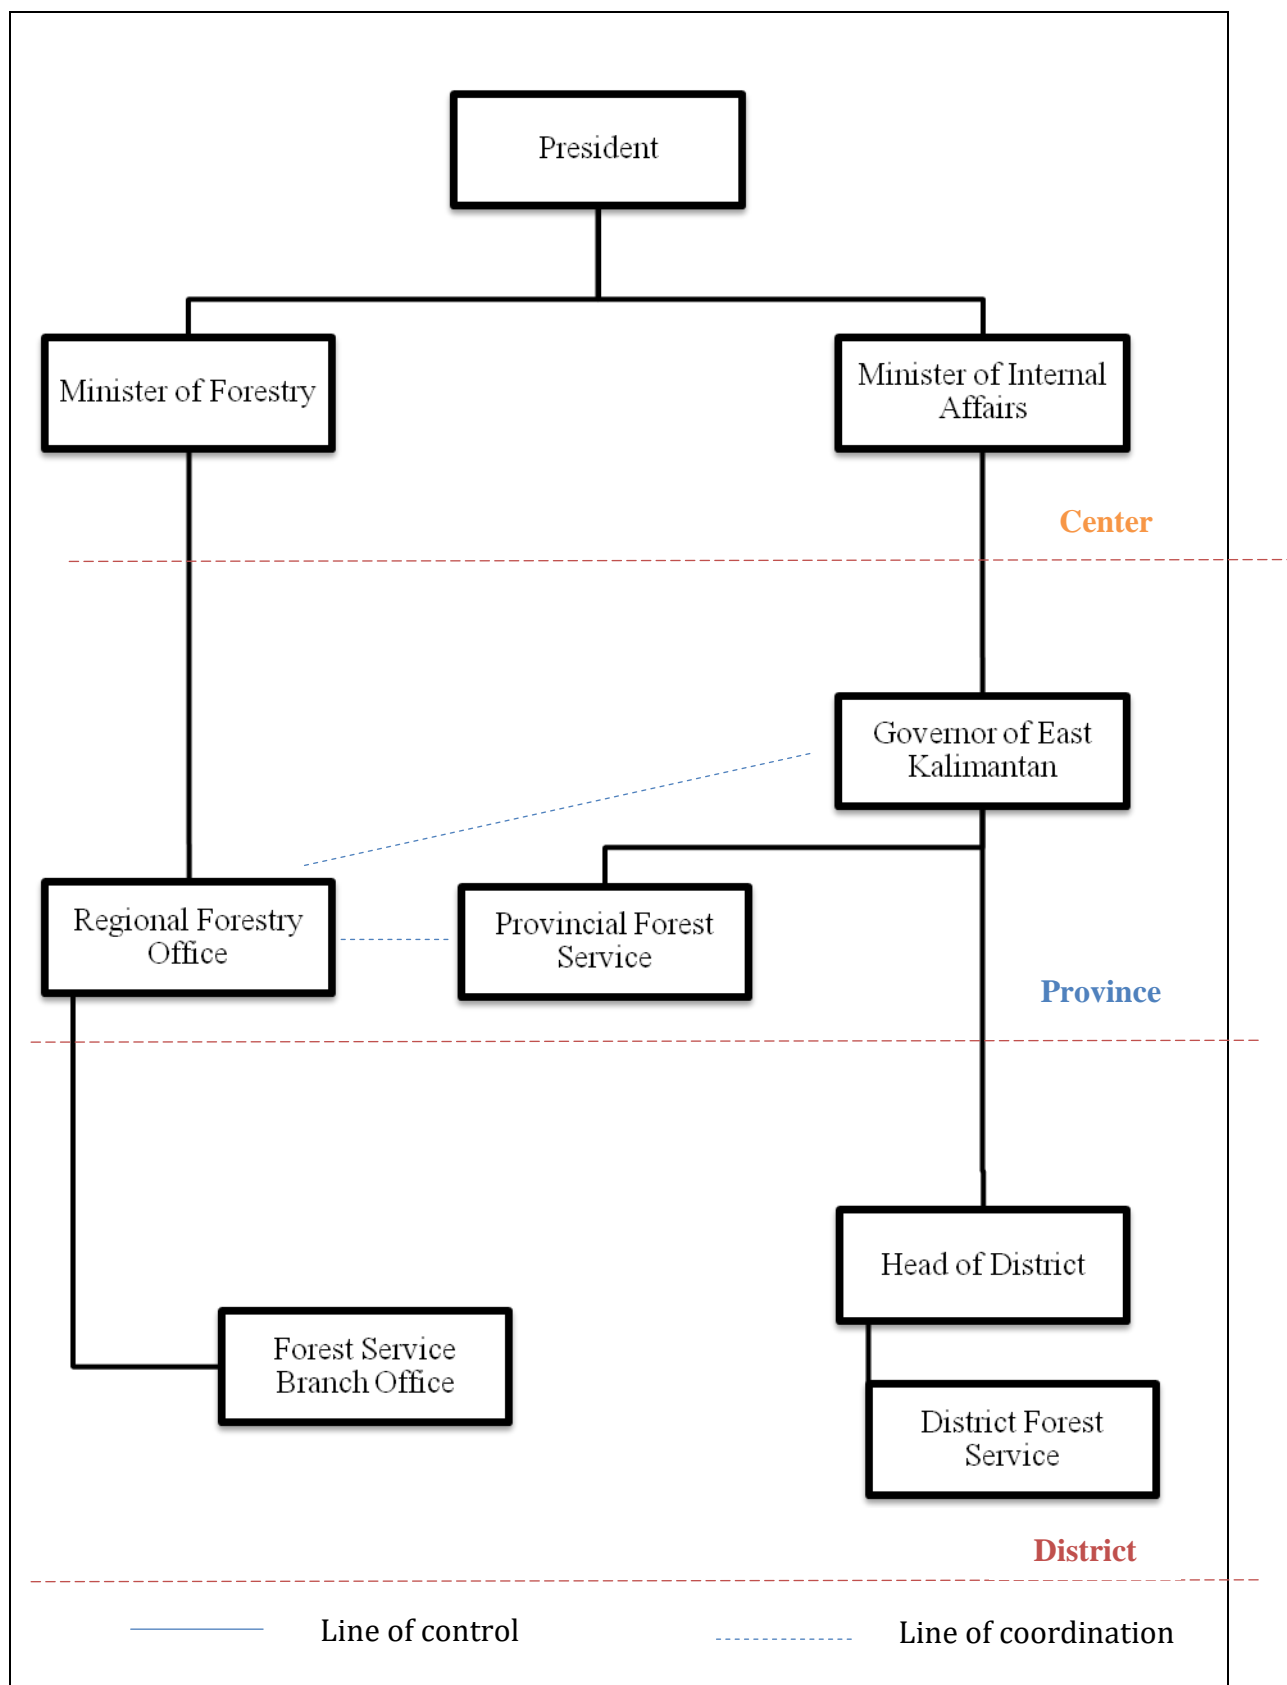 President
Minister of Forestry
Minister of Internal
Affairs
Center
Governor of East
Kalimantan
Regional Forestry
Office
Provincial Forest
Service
Province
Head of District
Forest Service
Branch Office
District Forest
Service
District
Line of control
Line of coordination